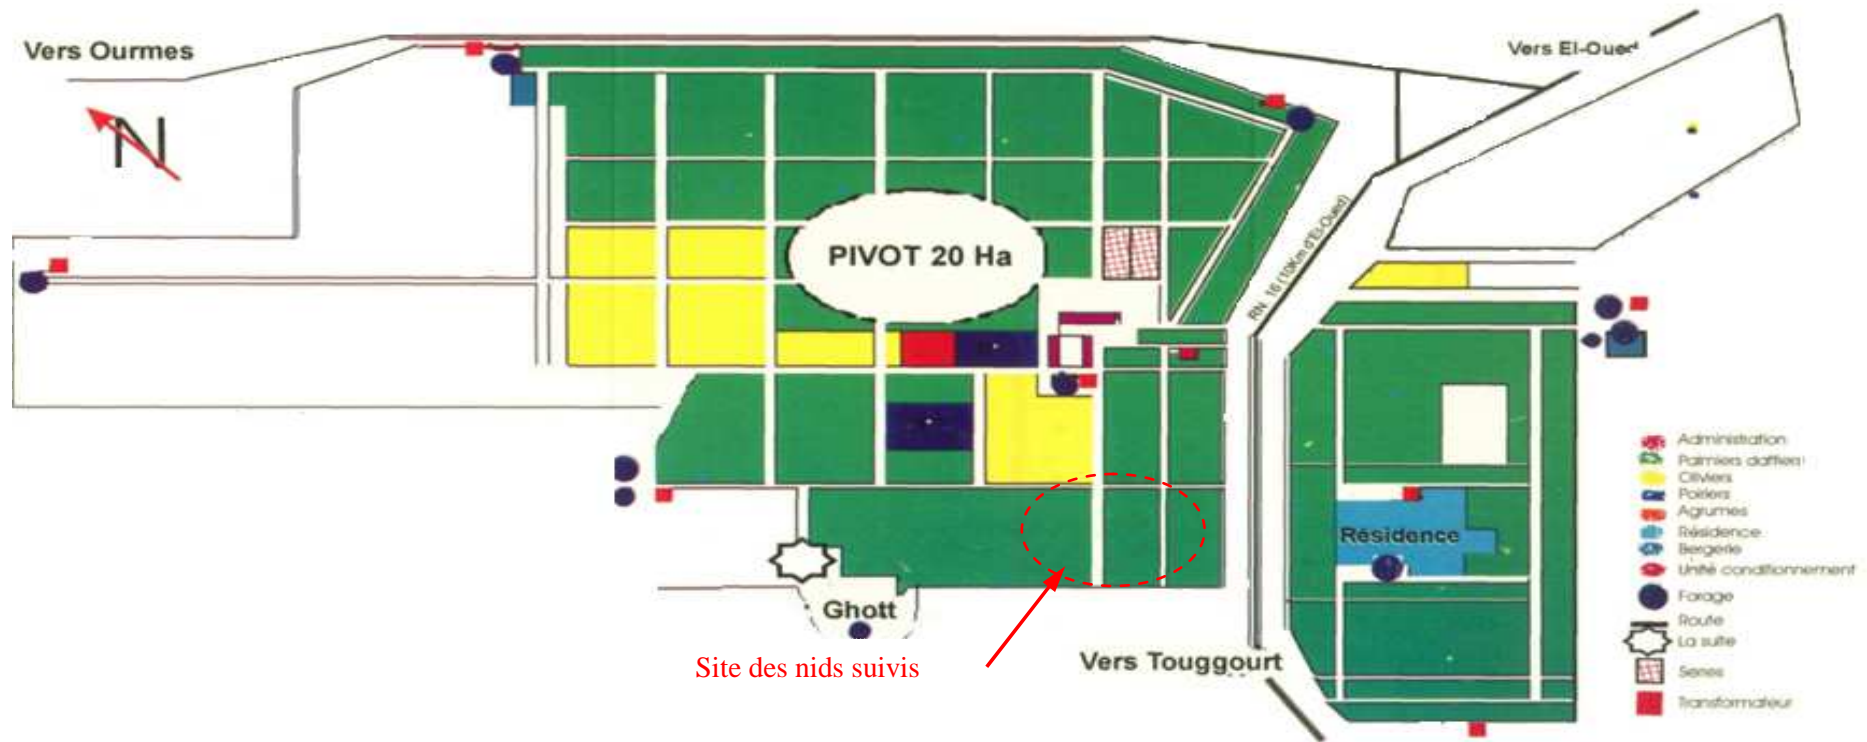 Vers Ourmes
Vers El-Oued
N
PIVOT 20 Ha
RN. 16 (10Km d'El-Oued)
Résidence
Ghott
Site des nids suivis
Vers Touggourt
Administration
Palmiers dattiers
Oliviers
Poiriers
Agrumes
Résidence
Bergerie
Unité conditionnement
Forage
Route
La suite
Serres
Transformateur